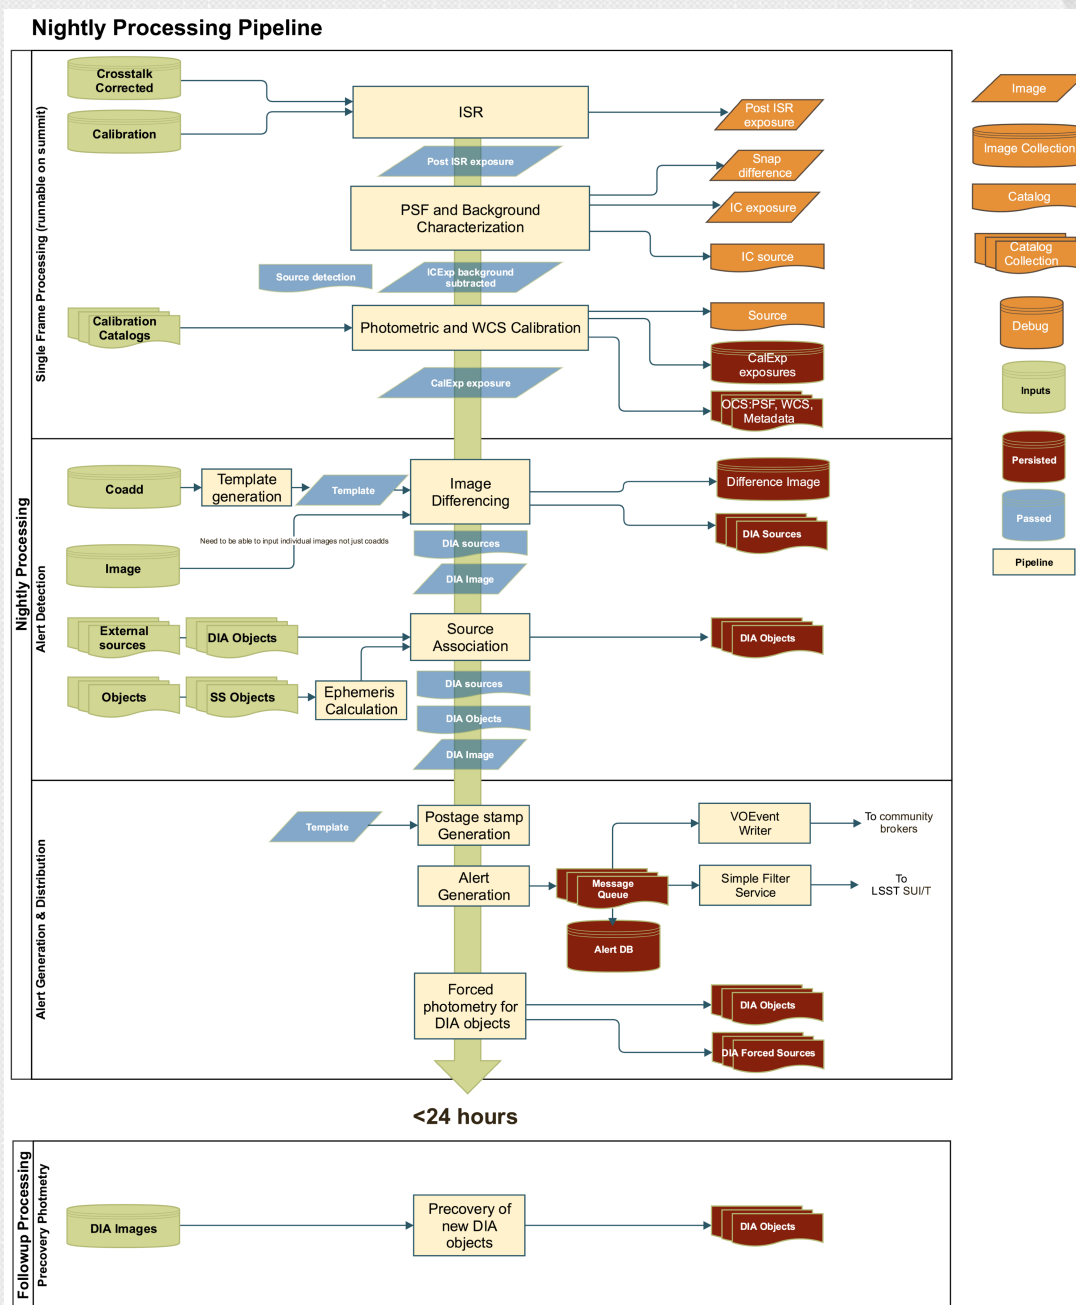 Nightly Processing Pipeline
Nightly Processing
Single Frame Processing (runnable on summit)
Crosstalk
Corrected
Calibration
ISR
Post ISR
exposure
Post ISR exposure
Snap
difference
PSF and Background
Characterization
IC exposure
IC source
Source detection
ICExp background
subtracted
Calibration
Catalogs
Photometric and WCS Calibration
Source
CalExp
exposures
CalExp exposure
OCS:PSF, WCS,
Metadata
Image
Image Collection
Catalog
Catalog
Collection
Debug
Inputs
Persisted
Passed
Pipeline
Alert Detection
Coadd
Template
generation
Template
Image
Differencing
Difference Image
Need to be able to input individual images not just coadds
DIA Sources
DIA sources
Image
DIA Image
External
sources
DIA Objects
Source
Association
DIA Objects
Objects
SS Objects
Ephemeris
Calculation
DIA sources
DIA Objects
DIA Image
Alert Generation & Distribution
Template
Postage stamp
Generation
VOEvent
Writer
To community
brokers
Alert
Generation
Message
Queue
Simple Filter
Service
To
LSST SUI/T
Alert DB
Forced
photometry for
DIA objects
DIA Objects
DIA Forced Sources
<24 hours
Followup Processing
Precovery Photmetry
DIA Images
Precovery of
new DIA
objects
DIA Objects